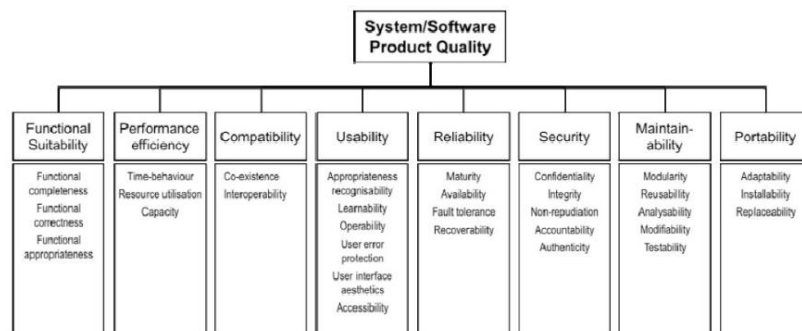 System/Software
Product Quality
Functional
Suitability
Functional
completeness
Functional
correctness
Functional
appropriateness
Performance
efficiency
Time-behaviour
Resource utilisation
Capacity
Compatibility
Co-existence
Interoperability
Usability
Appropriateness
recognisability
Learnability
Operability
User error
protection
User interface
aesthetics
Accessibility
Reliability
Maturity
Availability
Fault tolerance
Recoverability
Security
Confidentiality
Integrity
Non-repudiation
Accountability
Authenticity
Maintain-
ability
Modularity
Reusability
Analysability
Modifiability
Testability
Portability
Adaptability
Installability
Replaceability